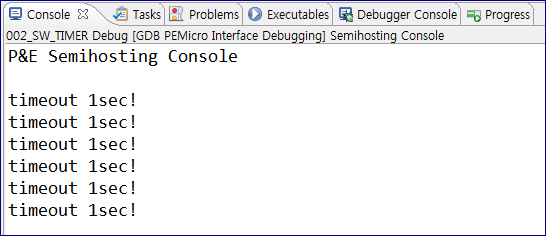 Console Tasks Problems Executables Debugger Console Progress
002_SW_TIMER Debug [GDB PEMicro Interface Debugging] Semihosting Console
P&E Semihosting Console
timeout 1sec!
timeout 1sec!
timeout 1sec!
timeout 1sec!
timeout 1sec!
timeout 1sec!